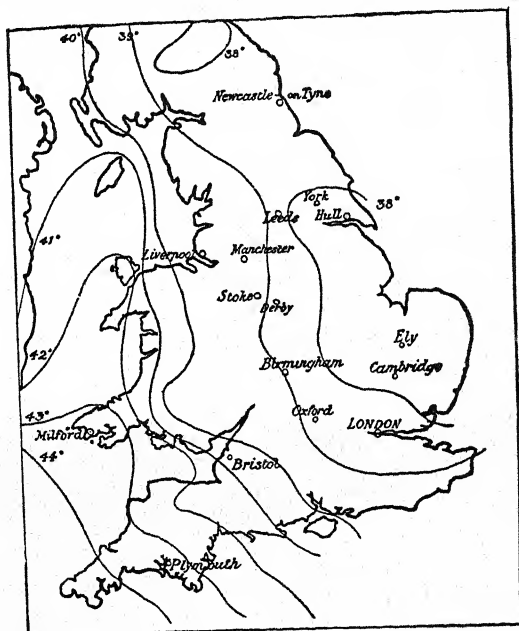 40°
39°
38°
Newcastle on Tyne
York
38°
Leeds
Hull
41°
Liverpool
Manchester
Stoke
Derby
Ely
42°
Birmingham
Cambridge
43°
Oxford
LONDON
Milford
44°
Bristol
Plymouth